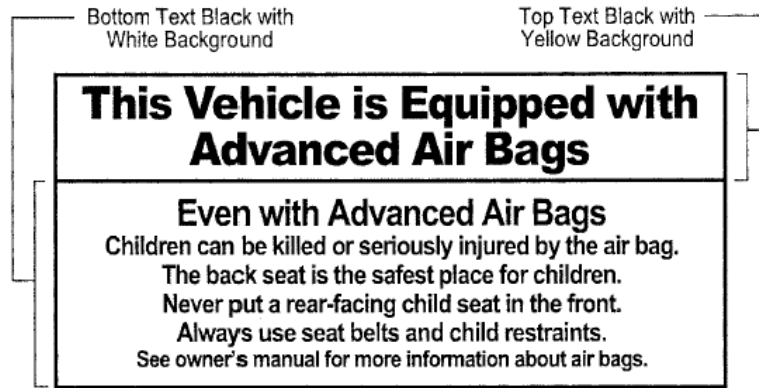 Bottom Text Black with
White Background
Top Text Black with
Yellow Background
This Vehicle is Equipped with
Advanced Air Bags
Even with Advanced Air Bags
Children can be killed or seriously injured by the air bag.
The back seat is the safest place for children.
Never put a rear-facing child seat in the front.
Always use seat belts and child restraints.
See owner's manual for more information about air bags.